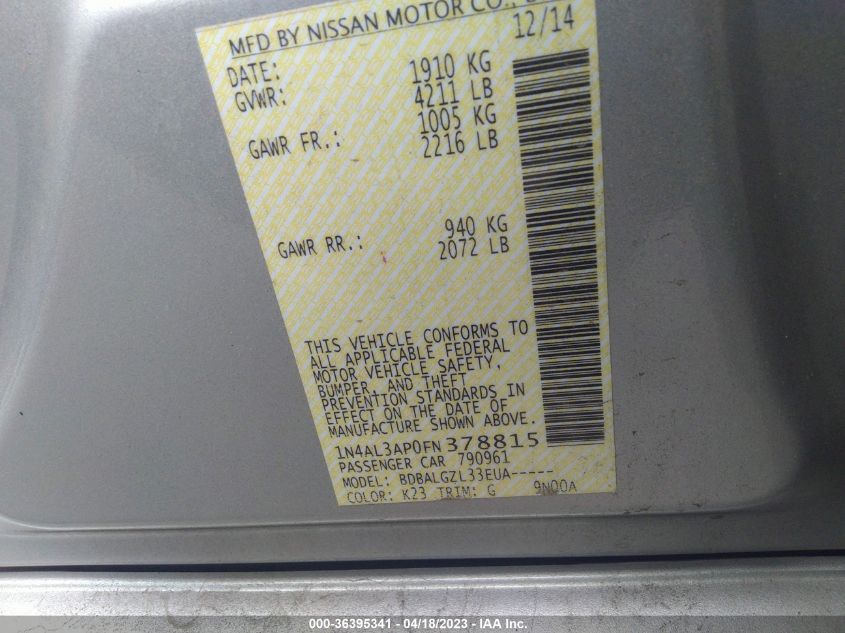 MFD BY NISSAN MOTOR CO.,
DATE: 12/14
GVWR: 1910 KG
4211 LB
GAWR FR.: 1005 KG
2216 LB
GAWR RR.: 940 KG
2072 LB
THIS VEHICLE CONFORMS TO
ALL APPLICABLE FEDERAL
MOTOR VEHICLE SAFETY,
BUMPER, AND THEFT
PREVENTION STANDARDS IN
EFFECT ON THE DATE OF
MANUFACTURE SHOWN ABOVE.
1N4AL3AP0FN378815
PASSENGER CAR 790961
MODEL: BDBALGZL33EUA-----
COLOR: K23 TRIM: G 9N00A
000-36395341 - 04/18/2023 - IAA Inc.